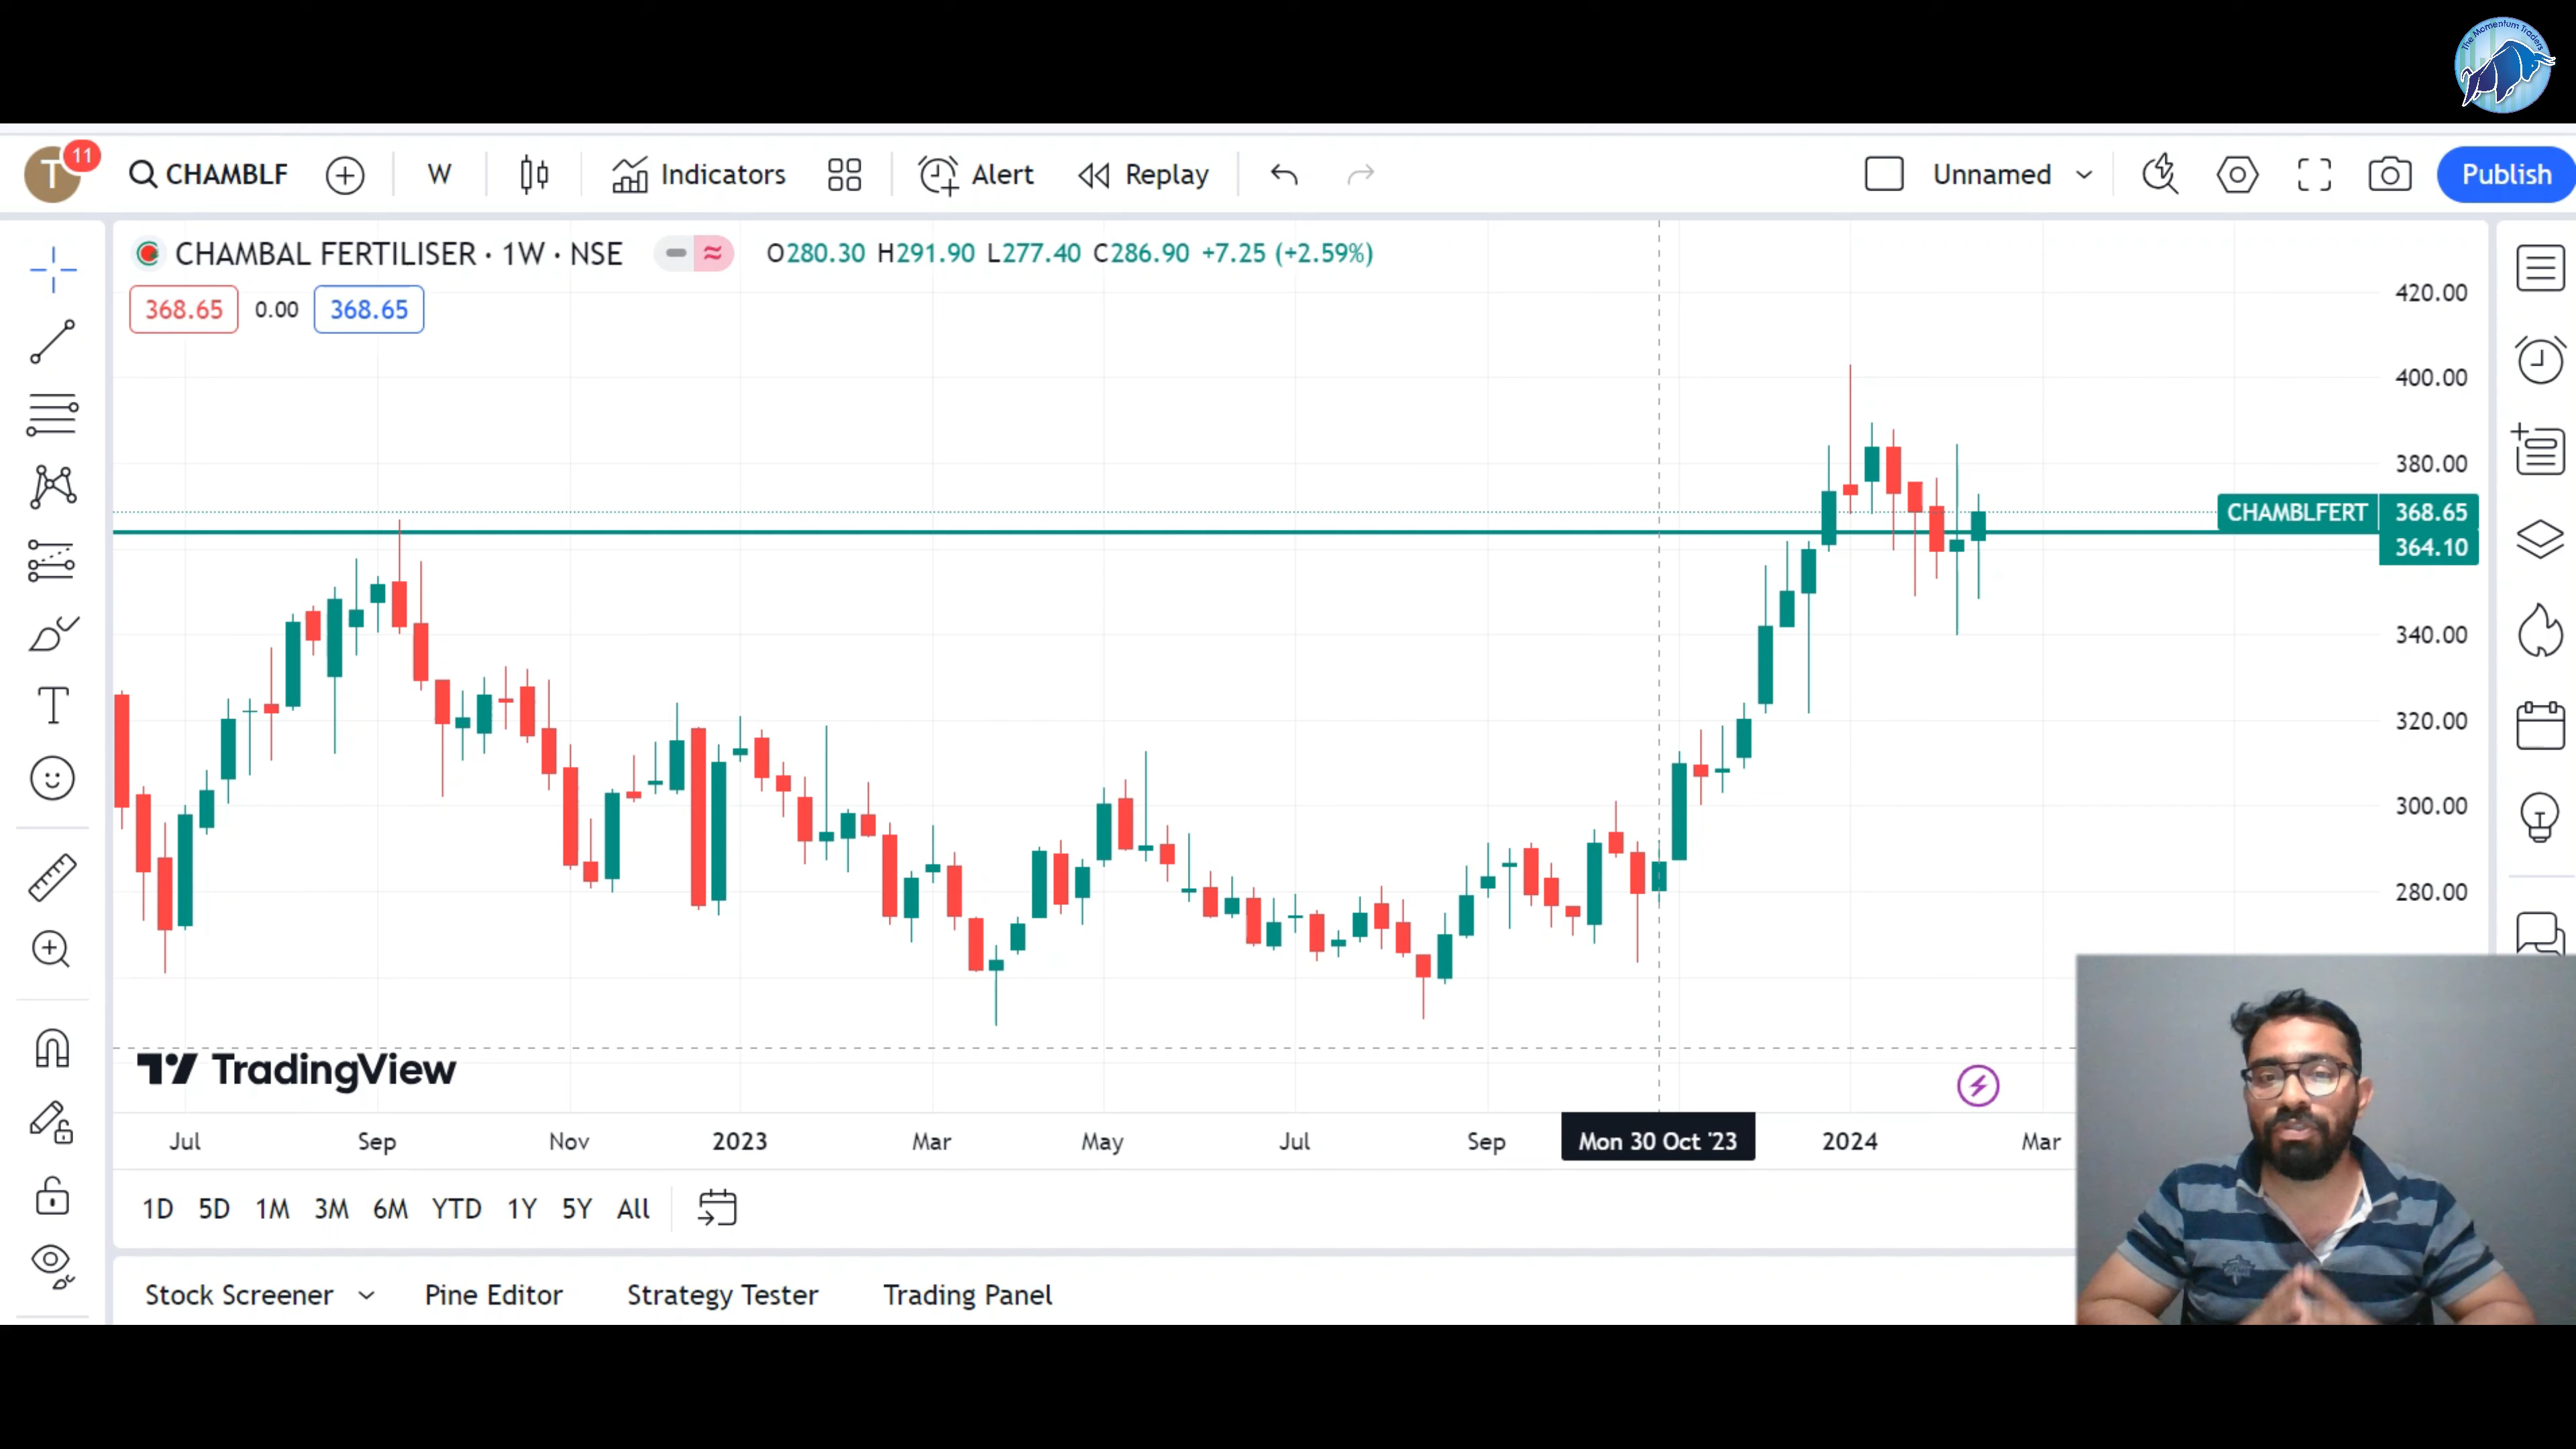 The Momentum Traders
T 11 CHAMBLF W Indicators Alert Replay Unnamed Publish
CHAMBAL FERTILISER · 1W · NSE O280.30 H291.90 L277.40 C286.90 +7.25 (+2.59%)
368.65 0.00 368.65
420.00
400.00
380.00
CHAMBLFERT 368.65
364.10
340.00
320.00
300.00
280.00
TradingView
Jul Sep Nov 2023 Mar May Jul Sep Mon 30 Oct '23 2024 Mar
1D 5D 1M 3M 6M YTD 1Y 5Y All
Stock Screener Pine Editor Strategy Tester Trading Panel